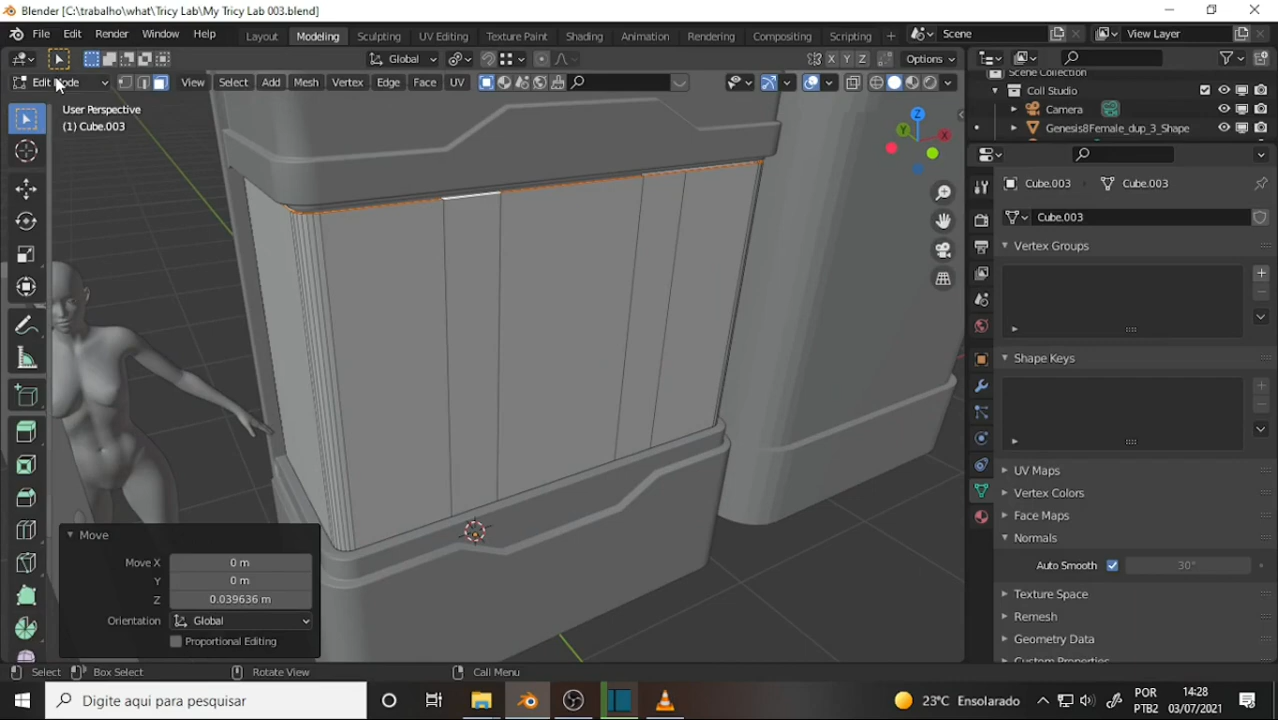 Blender [C:\trabalho\what\Tricy Lab\My Tricy Lab 003.blend]
File Edit Render Window Help Layout Modeling Sculpting UV Editing Texture Paint Shading Animation Rendering Compositing Scripting + Scene View Layer
Global X Y Z Options
Edit Mode View Select Add Mesh Vertex Edge Face UV
User Perspective
(1) Cube.003
Z
Y
X
Scene Collection
Coll Studio
Camera
Genesis8Female_dup_3_Shape
Cube.003 Cube.003
Cube.003
Vertex Groups
Shape Keys
UV Maps
Vertex Colors
Face Maps
Normals
Auto Smooth 30°
Texture Space
Remesh
Geometry Data
Custom Properties
Move
Move X 0 m
Y 0 m
Z 0.039636 m
Orientation Global
Proportional Editing
Select Box Select Rotate View Call Menu
Digite aqui para pesquisar
23°C Ensolarado
POR
PTB2
14:28
03/07/2021